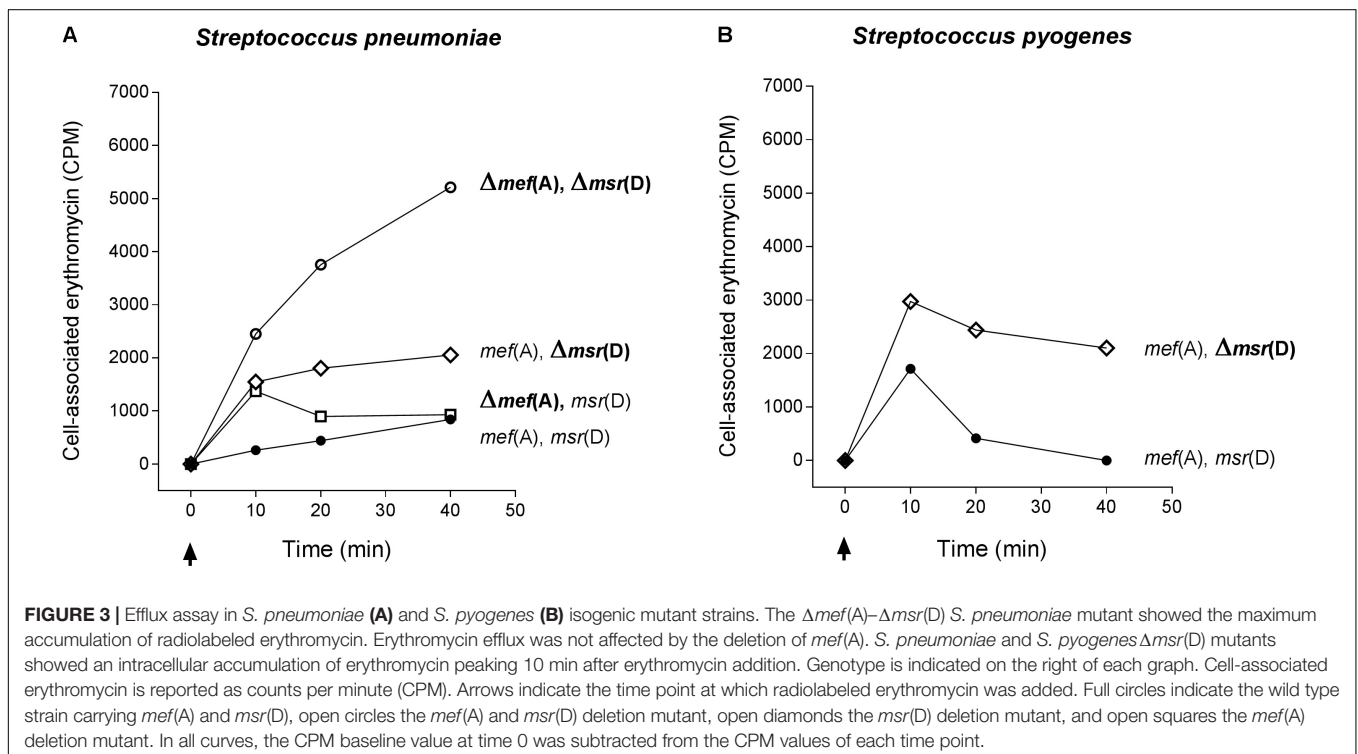 A
Streptococcus pneumoniae
B
Streptococcus pyogenes
Cell-associated erythromycin (CPM)
7000
6000
5000
4000
3000
2000
1000
0
Δmef(A), Δmsr(D)
mef(A), Δmsr(D)
Δmef(A), msr(D)
mef(A), msr(D)
0 10 20 30 40 50
Time (min)
Cell-associated erythromycin (CPM)
7000
6000
5000
4000
3000
2000
1000
0
mef(A), Δmsr(D)
mef(A), msr(D)
0 10 20 30 40 50
Time (min)
FIGURE 3 | Efflux assay in S. pneumoniae (A) and S. pyogenes (B) isogenic mutant strains. The Δmef(A)–Δmsr(D) S. pneumoniae mutant showed the maximum
accumulation of radiolabeled erythromycin. Erythromycin efflux was not affected by the deletion of mef(A). S. pneumoniae and S. pyogenesΔmsr(D) mutants
showed an intracellular accumulation of erythromycin peaking 10 min after erythromycin addition. Genotype is indicated on the right of each graph. Cell-associated
erythromycin is reported as counts per minute (CPM). Arrows indicate the time point at which radiolabeled erythromycin was added. Full circles indicate the wild type
strain carrying mef(A) and msr(D), open circles the mef(A) and msr(D) deletion mutant, open diamonds the msr(D) deletion mutant, and open squares the mef(A)
deletion mutant. In all curves, the CPM baseline value at time 0 was subtracted from the CPM values of each time point.